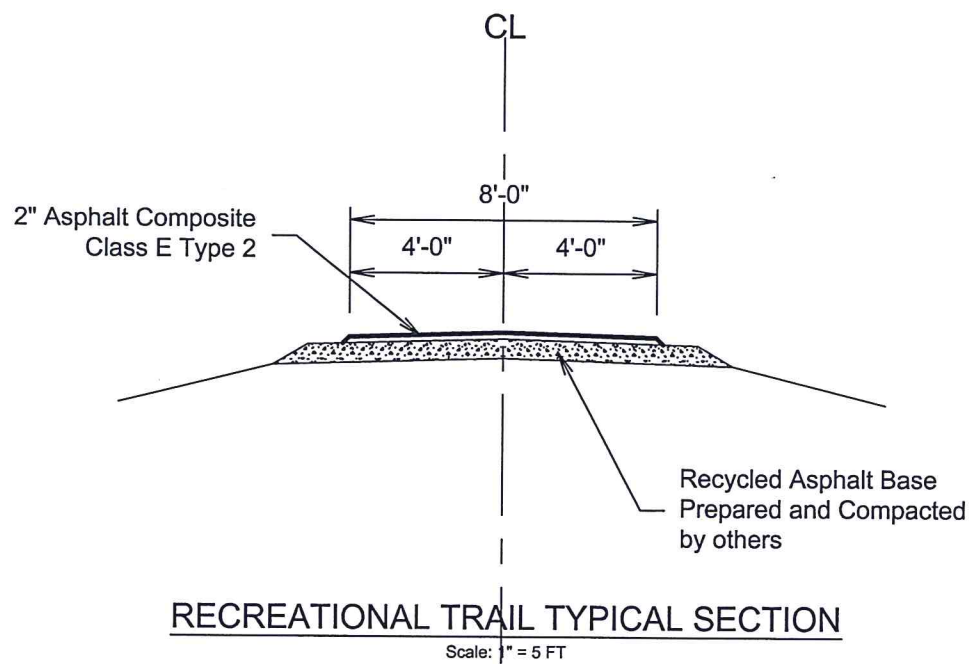 CL
8'-0"
2" Asphalt Composite
Class E Type 2
4'-0"
4'-0"
Recycled Asphalt Base
Prepared and Compacted
by others
RECREATIONAL TRAIL TYPICAL SECTION
Scale: 1" = 5 FT